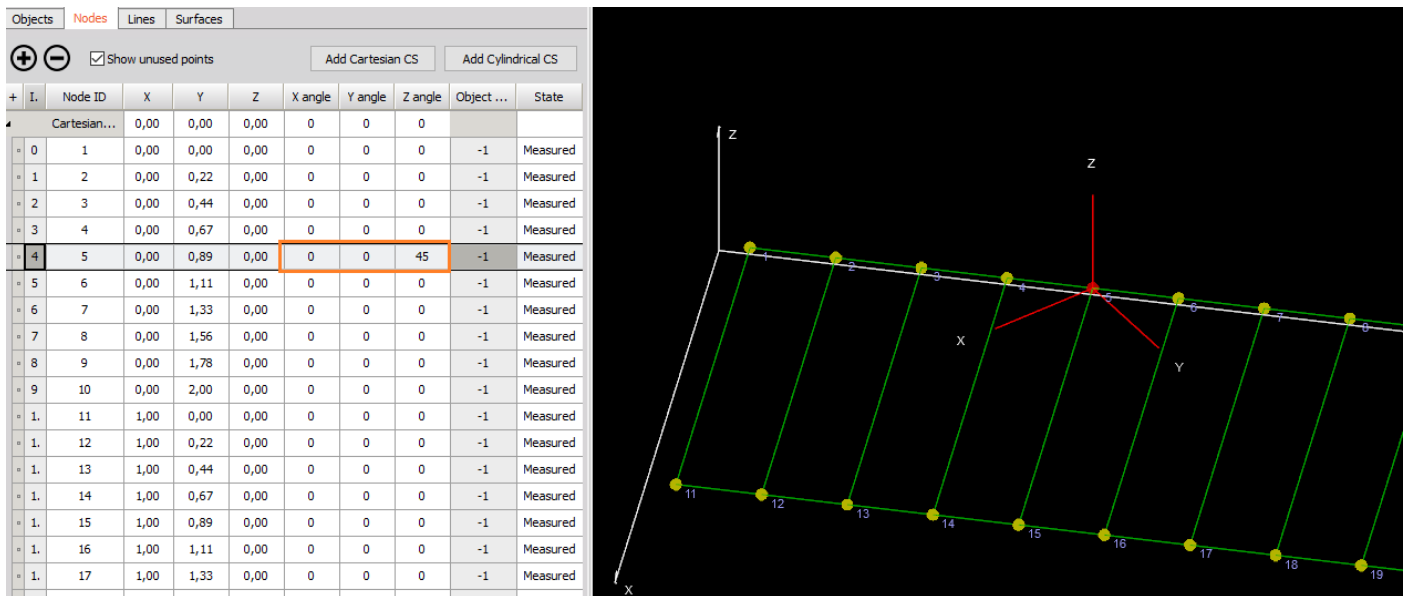 Objects Nodes Lines Surfaces
Show unused points Add Cartesian CS Add Cylindrical CS
+ I. Node ID X Y Z X angle Y angle Z angle Object ... State
Cartesian... 0,00 0,00 0,00 0 0 0
0 1 0,00 0,00 0,00 0 0 0 -1 Measured
1 2 0,00 0,22 0,00 0 0 0 -1 Measured
2 3 0,00 0,44 0,00 0 0 0 -1 Measured
3 4 0,00 0,67 0,00 0 0 0 -1 Measured
4 5 0,00 0,89 0,00 0 0 45 -1 Measured
5 6 0,00 1,11 0,00 0 0 0 -1 Measured
6 7 0,00 1,33 0,00 0 0 0 -1 Measured
7 8 0,00 1,56 0,00 0 0 0 -1 Measured
8 9 0,00 1,78 0,00 0 0 0 -1 Measured
9 10 0,00 2,00 0,00 0 0 0 -1 Measured
1. 11 1,00 0,00 0,00 0 0 0 -1 Measured
1. 12 1,00 0,22 0,00 0 0 0 -1 Measured
1. 13 1,00 0,44 0,00 0 0 0 -1 Measured
1. 14 1,00 0,67 0,00 0 0 0 -1 Measured
1. 15 1,00 0,89 0,00 0 0 0 -1 Measured
1. 16 1,00 1,11 0,00 0 0 0 -1 Measured
1. 17 1,00 1,33 0,00 0 0 0 -1 Measured
Z
Z
1 2 3 4 5 6 7 8
X
Y
11 12 13 14 15 16 17 18 19
X